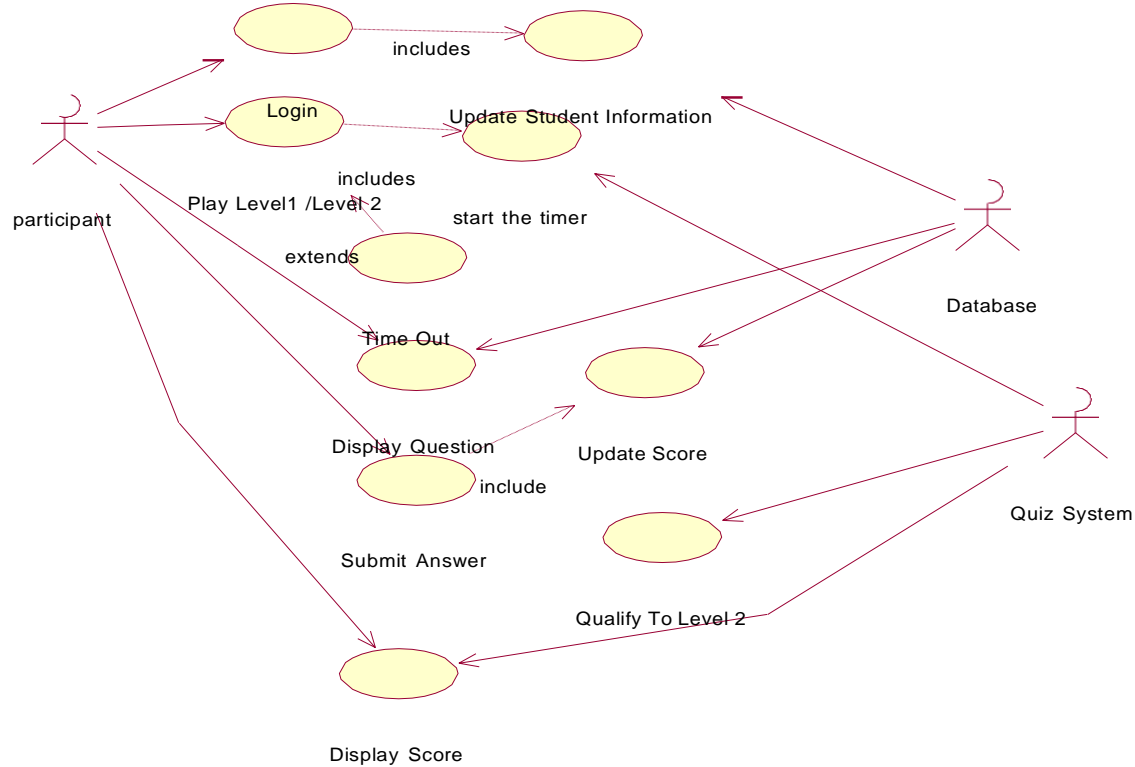 includes
Login
Update Student Information
includes
Play Level1 /Level 2
start the timer
participant
extends
Database
Time Out
Display Question
Update Score
include
Quiz System
Submit Answer
Qualify To Level 2
Display Score